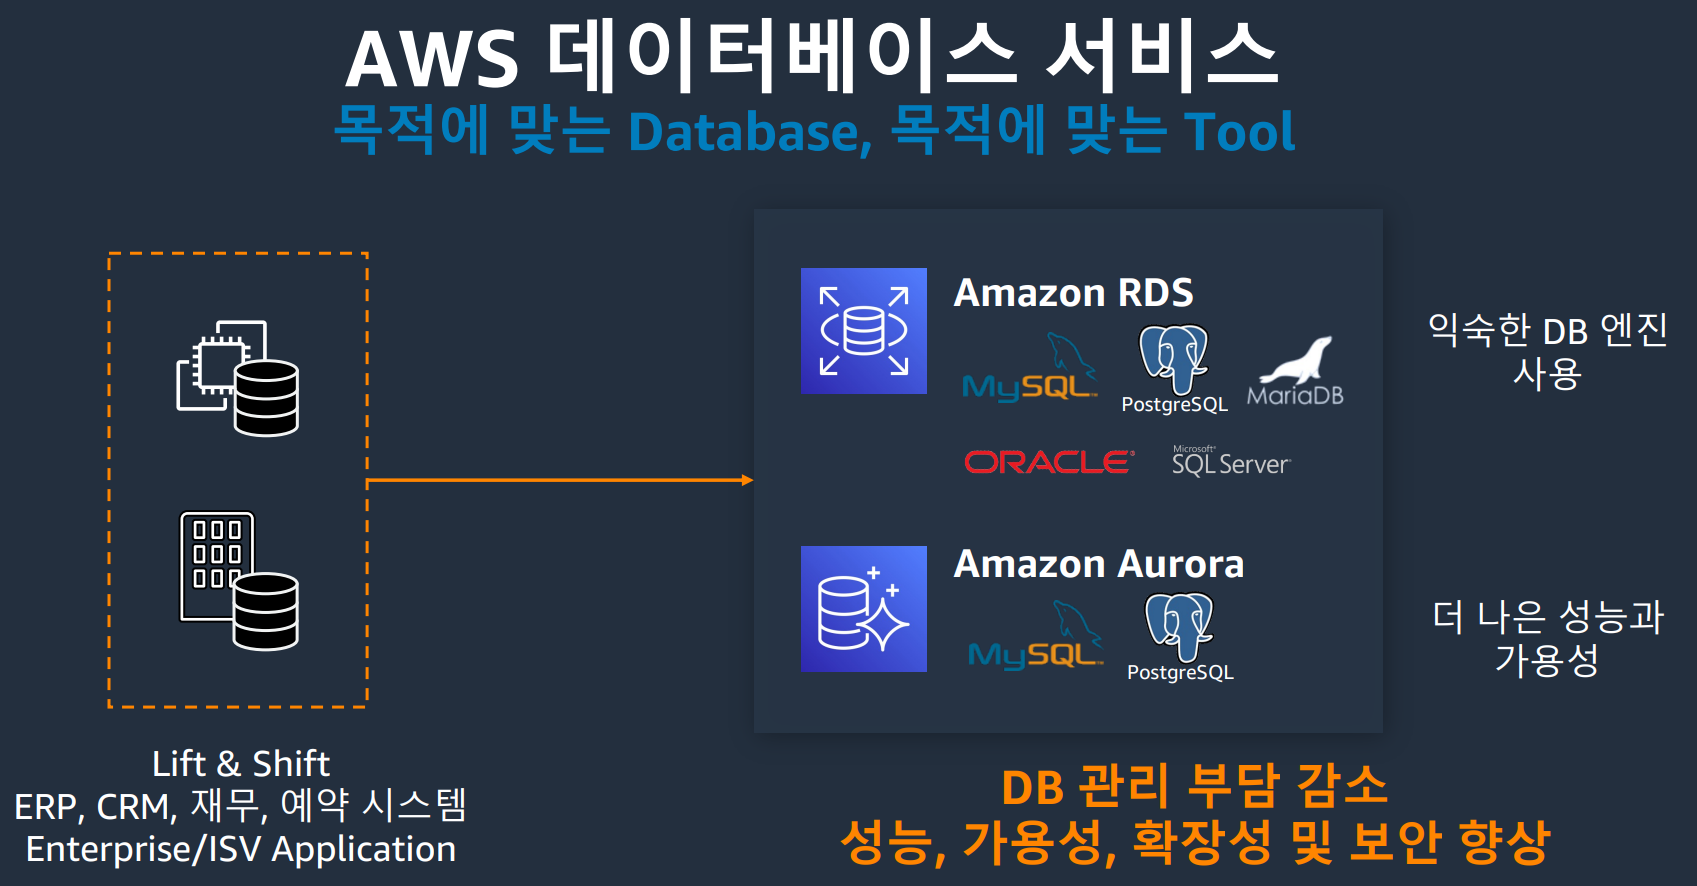 AWS 데이터베이스 서비스
목적에 맞는 Database, 목적에 맞는 Tool
Amazon RDS
MySQL
PostgreSQL
MariaDB
ORACLE
Microsoft
SQL Server
익숙한 DB 엔진
사용
Amazon Aurora
MySQL
PostgreSQL
더 나은 성능과
가용성
Lift & Shift
ERP, CRM, 재무, 예약 시스템
Enterprise/ISV Application
DB 관리 부담 감소
성능, 가용성, 확장성 및 보안 향상